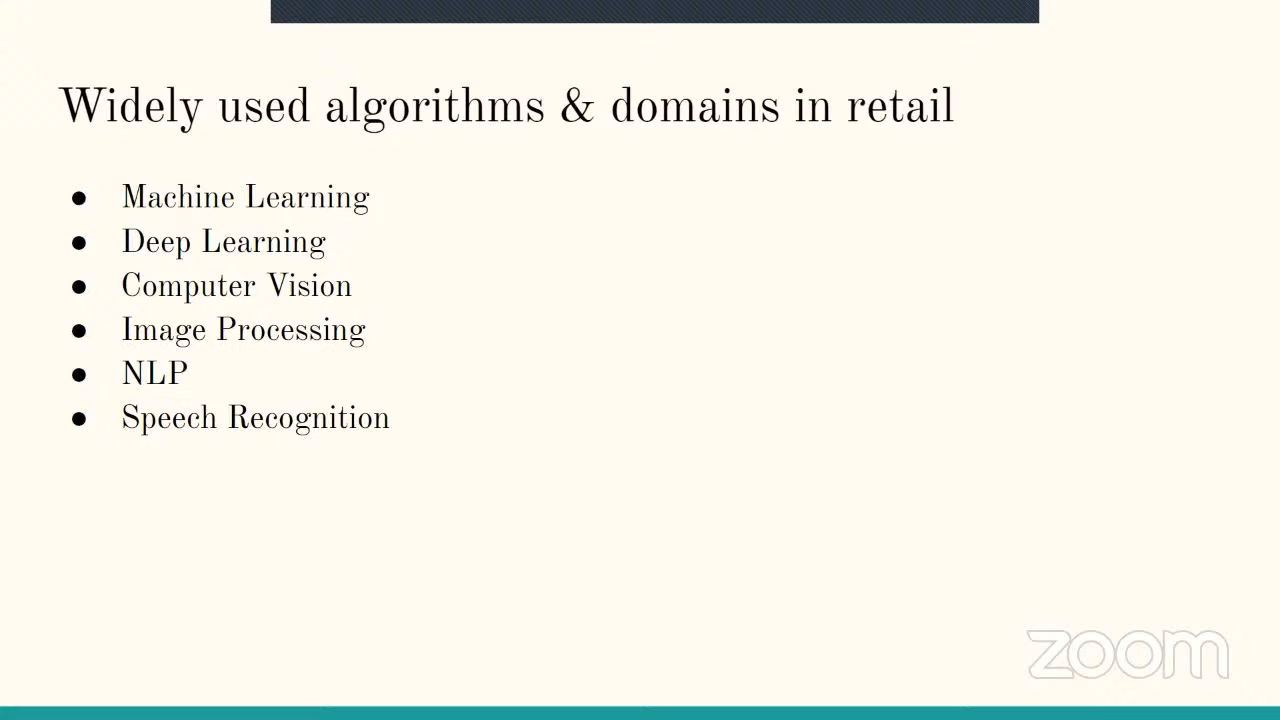 Widely used algorithms & domains in retail
● Machine Learning
● Deep Learning
● Computer Vision
● Image Processing
● NLP
● Speech Recognition
zoom